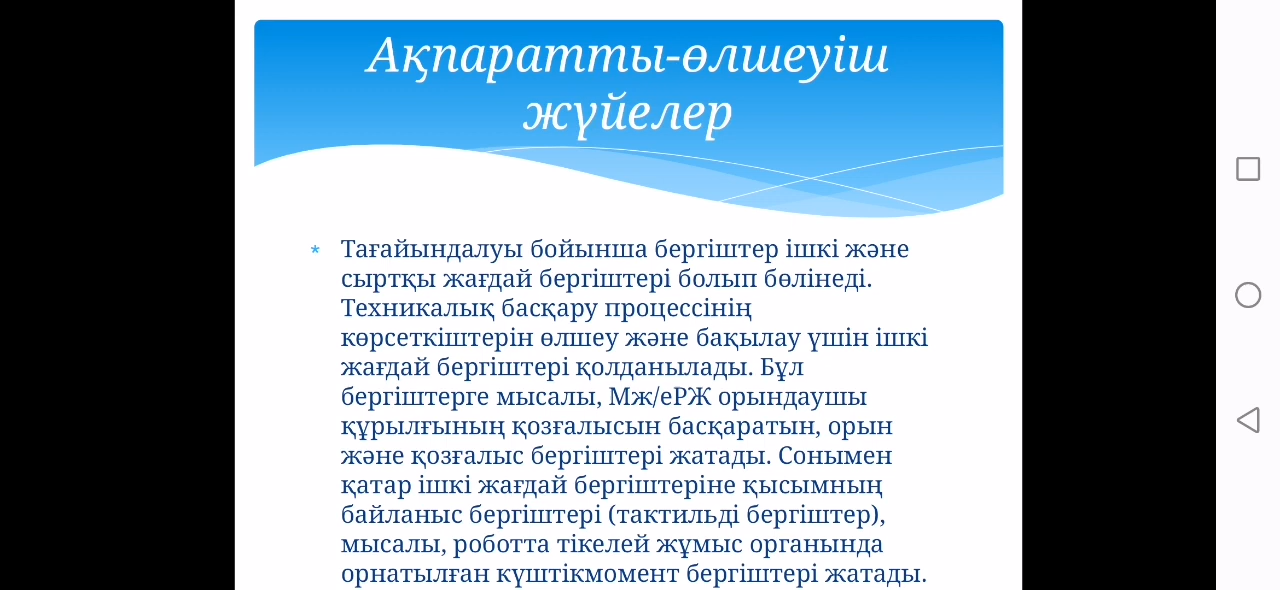 Ақпаратты-өлшеуіш
жүйелер
* Тағайындалуы бойынша бергіштер ішкі және
сыртқы жағдай бергіштері болып бөлінеді.
Техникалық басқару процессінің
көрсеткіштерін өлшеу және бақылау үшін ішкі
жағдай бергіштері қолданылады. Бұл
бергіштерге мысалы, Мж/еРЖ орындаушы
құрылғының қозғалысын басқаратын, орын
және қозғалыс бергіштері жатады. Сонымен
қатар ішкі жағдай бергіштеріне қысымның
байланыс бергіштері (тактильді бергіштер),
мысалы, роботта тікелей жұмыс органында
орнатылған күштікмомент бергіштері жатады.